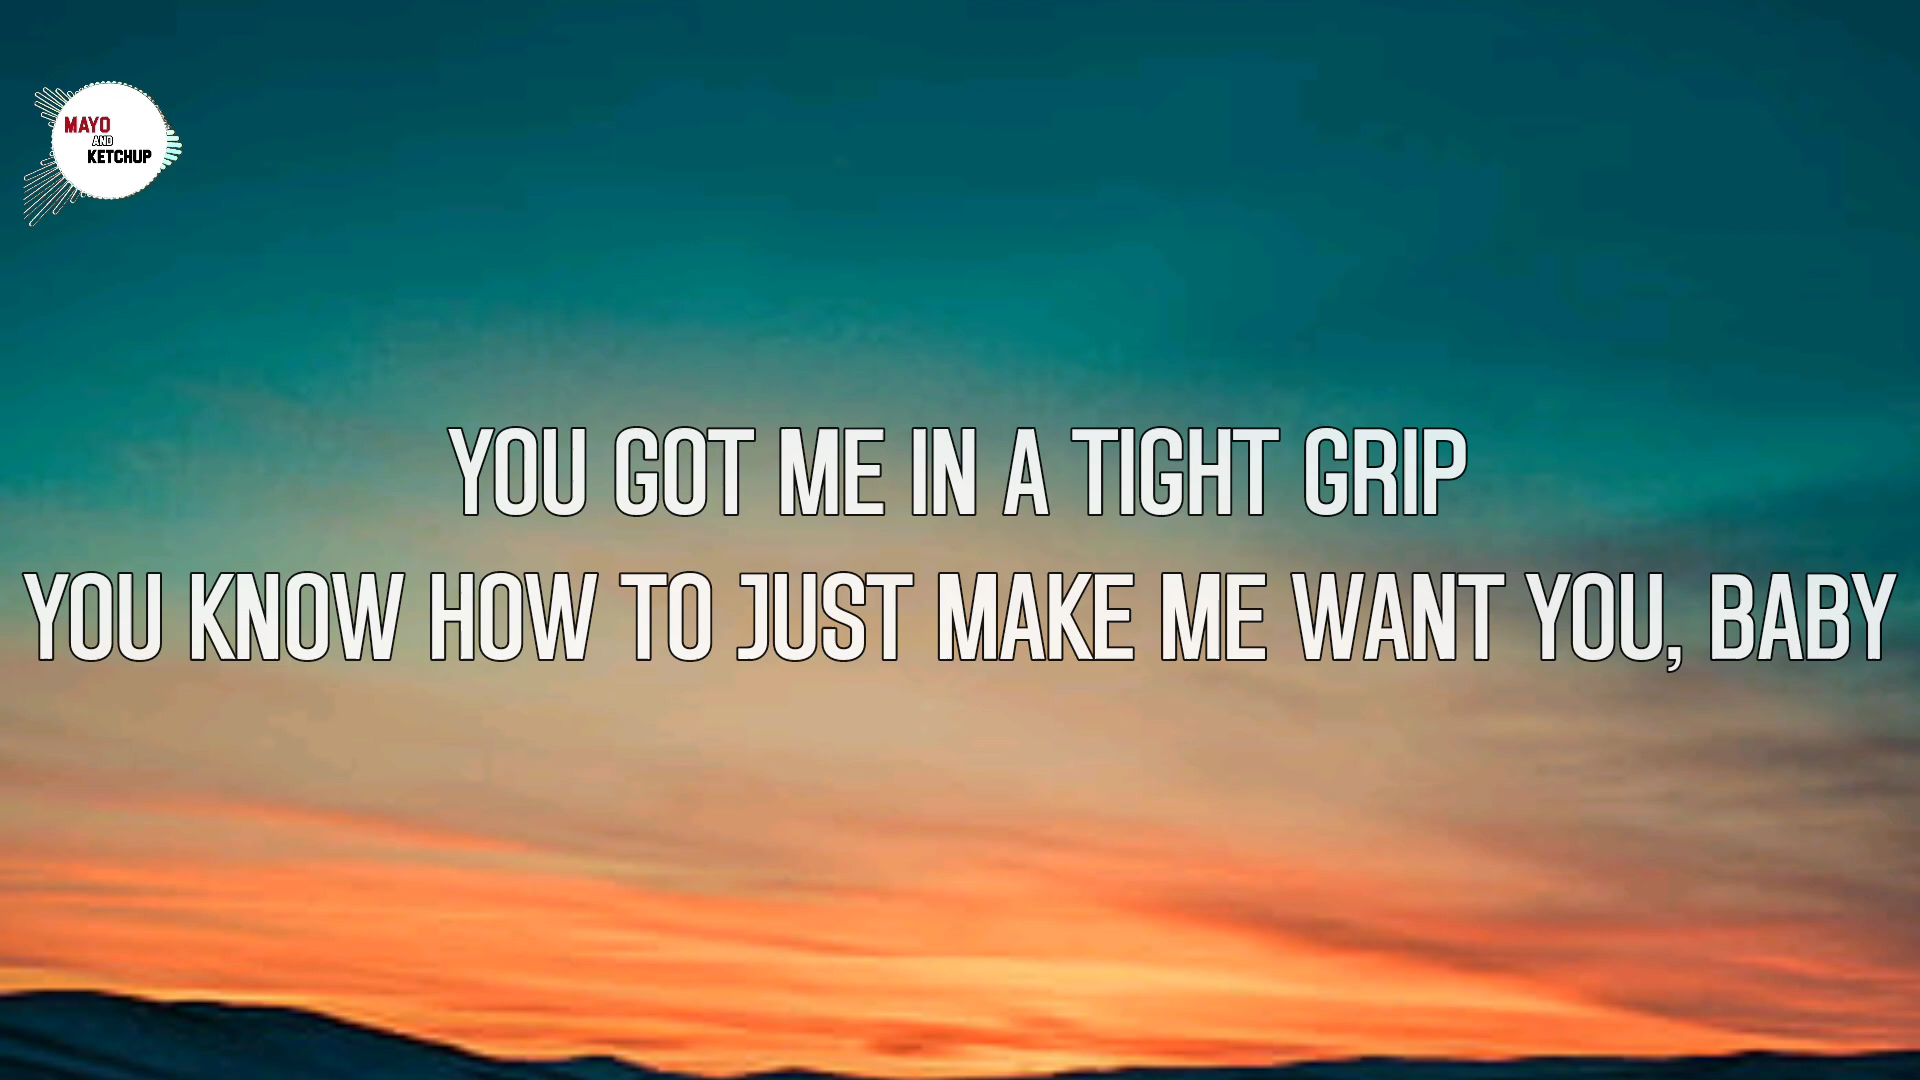 MAYO
AND
KETCHUP
YOU GOT ME IN A TIGHT GRIP
YOU KNOW HOW TO JUST MAKE ME WANT YOU, BABY